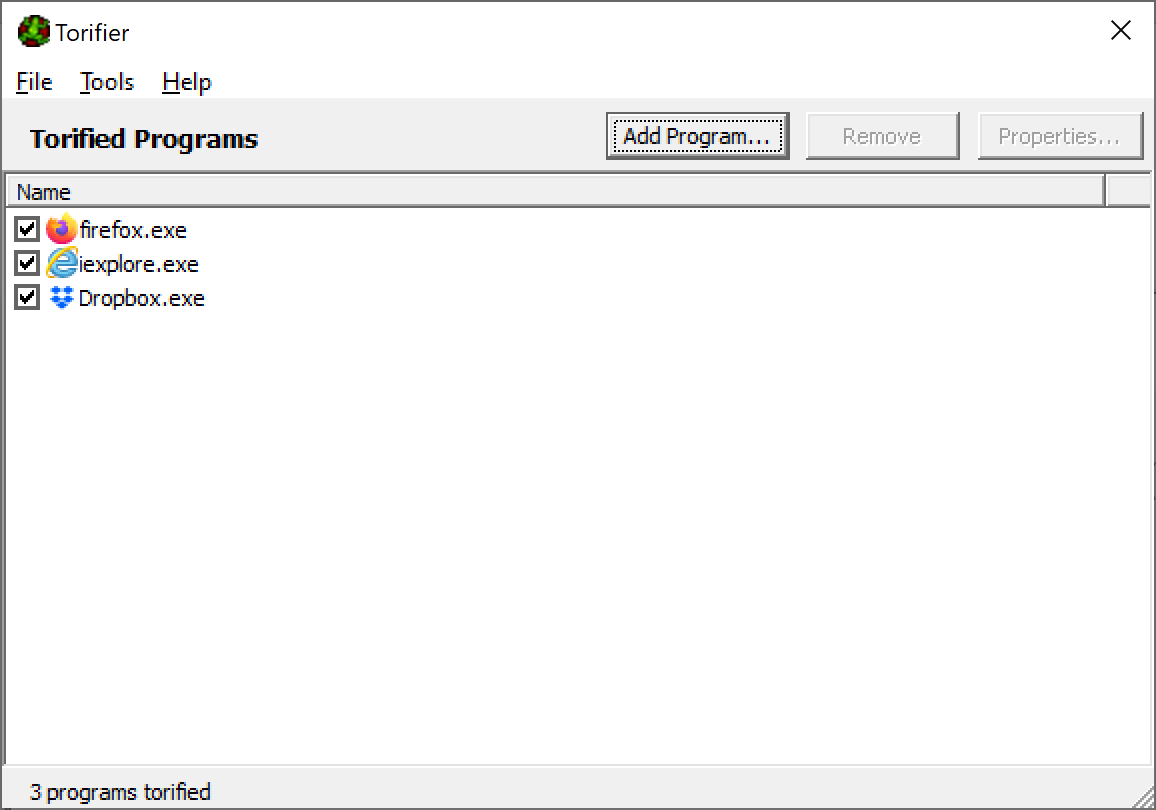 Torifier
File Tools Help
Torified Programs Add Program... Remove Properties...
Name
firefox.exe
iexplore.exe
Dropbox.exe
3 programs torified